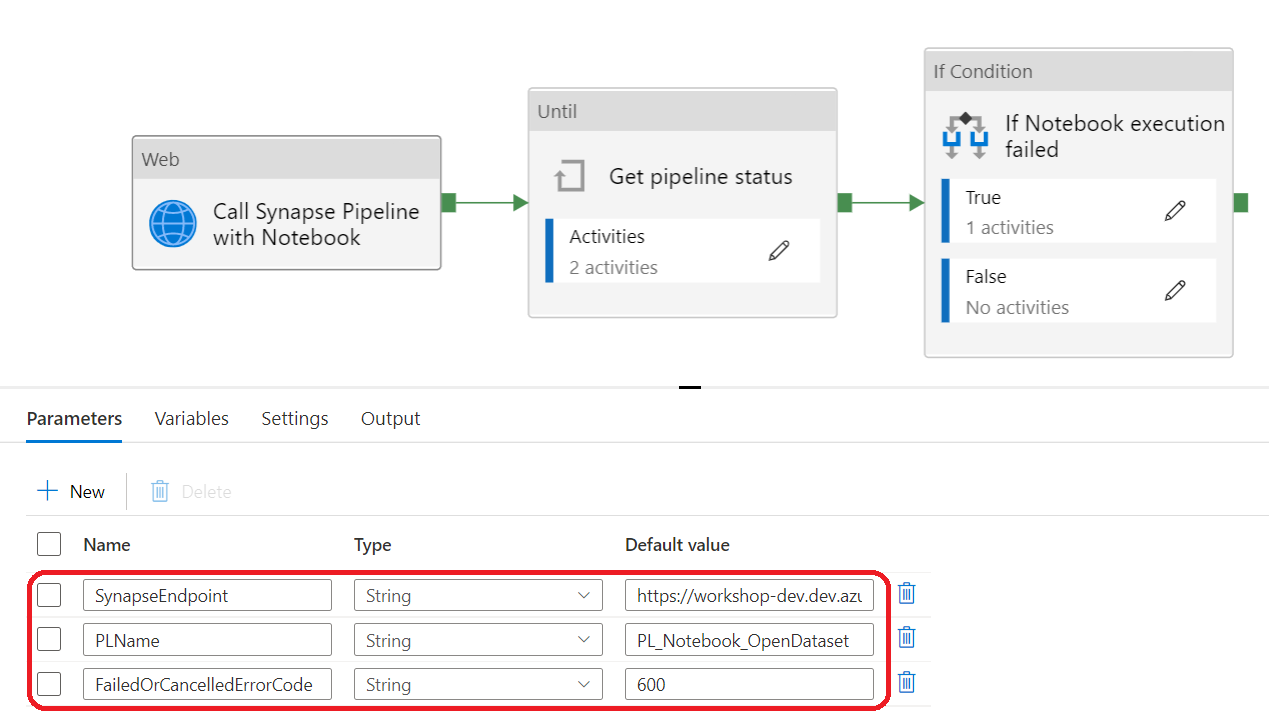 Web
Call Synapse Pipeline
with Notebook
Until
Get pipeline status
Activities
2 activities
If Condition
If Notebook execution
failed
True
1 activities
False
No activities
Parameters Variables Settings Output
New Delete
Name Type Default value
SynapseEndpoint String https://workshop-dev.dev.azu
PLName String PL_Notebook_OpenDataset
FailedOrCancelledErrorCode String 600